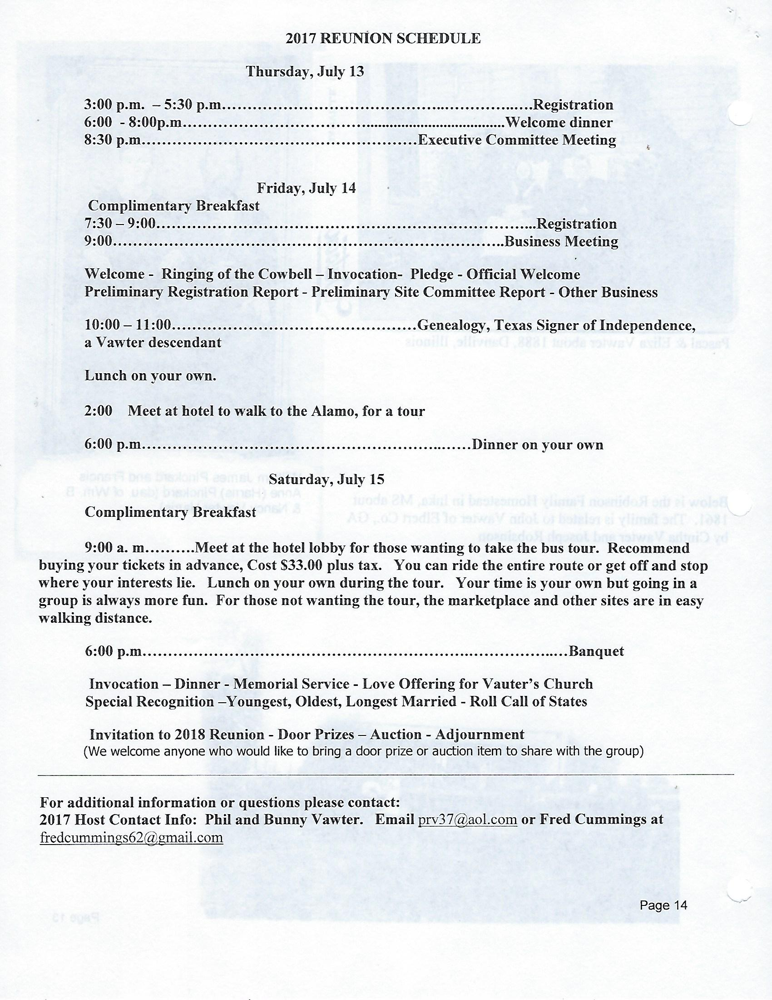 2017 REUNION SCHEDULE
Thursday, July 13
3:00 p.m. – 5:30 p.m.......................................................................Registration
6:00 - 8:00p.m...........................................................................Welcome dinner
8:30 p.m.................................................................Executive Committee Meeting
Friday, July 14
Complimentary Breakfast
7:30 – 9:00.........................................................................................Registration
9:00............................................................................................Business Meeting
Welcome - Ringing of the Cowbell – Invocation- Pledge - Official Welcome
Preliminary Registration Report - Preliminary Site Committee Report - Other Business
10:00 – 11:00.........................................................Genealogy, Texas Signer of Independence,
a Vawter descendant
Lunch on your own.
2:00 Meet at hotel to walk to the Alamo, for a tour
6:00 p.m.............................................................................Dinner on your own
Saturday, July 15
Complimentary Breakfast
9:00 a. m..........Meet at the hotel lobby for those wanting to take the bus tour. Recommend
buying your tickets in advance, Cost $33.00 plus tax. You can ride the entire route or get off and stop
where your interests lie. Lunch on your own during the tour. Your time is your own but going in a
group is always more fun. For those not wanting the tour, the marketplace and other sites are in easy
walking distance.
6:00 p.m....................................................................................................Banquet
Invocation – Dinner - Memorial Service - Love Offering for Vauter's Church
Special Recognition –Youngest, Oldest, Longest Married - Roll Call of States
Invitation to 2018 Reunion - Door Prizes – Auction - Adjournment
(We welcome anyone who would like to bring a door prize or auction item to share with the group)
For additional information or questions please contact:
2017 Host Contact Info: Phil and Bunny Vawter. Email prv37@aol.com or Fred Cummings at
fredcummings62@gmail.com
Page 14